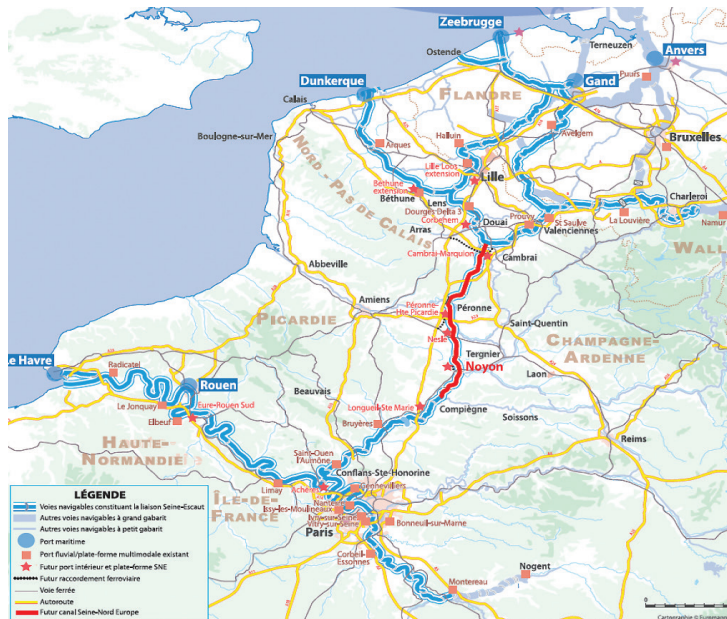 Zeebrugge
Ostende
Terneuzen
Anvers
Dunkerque
Gand
Puurs
Calais
FLANDRE
Boulogne-sur-Mer
Arques
Halluin
Avelgem
Bruxelles
NORD - PAS DE CALAIS
Lille Loos
extension
Lille
Béthune
extension
Béthune
Lens
Dourges Delta 3
Corbehem
Douai
Prouvy
St Saulve
Valenciennes
La Louvière
Charleroi
Namur
Arras
WALL
Cambrai-Marquion
Cambrai
Abbeville
Amiens
Péronne-
Hte Picardie
Péronne
PICARDIE
Saint-Quentin
CHAMPAGNE-
ARDENNE
Nesle
Tergnier
Noyon
Laon
Le Havre
Radicatel
Rouen
Beauvais
Le Jonquay
Eure-Rouen Sud
Elbeuf
Longueil-Ste Marie
Compiègne
Soissons
Bruyères
Reims
HAUTE-
NORMANDIE
Saint-Ouen
l'Aumône
Conflans-Ste-Honorine
Limay
Achères
Gennevilliers
ÎLE-DE-
FRANCE
Nanterre
Issy-les-Moulineaux
Ivry-sur-Seine
Vitry-sur-Seine
Bonneuil-sur-Marne
Paris
Corbeil-
Essonnes
Nogent
Montereau
LÉGENDE
Voies navigables constituant la liaison Seine-Escaut
Autres voies navigables à grand gabarit
Autres voies navigables à petit gabarit
Port maritime
Port fluvial/plate-forme multimodale existant
Futur port intérieur et plate-forme SNE
Futur raccordement ferroviaire
Voie ferrée
Autoroute
Futur canal Seine-Nord Europe
0
Cartographie ©